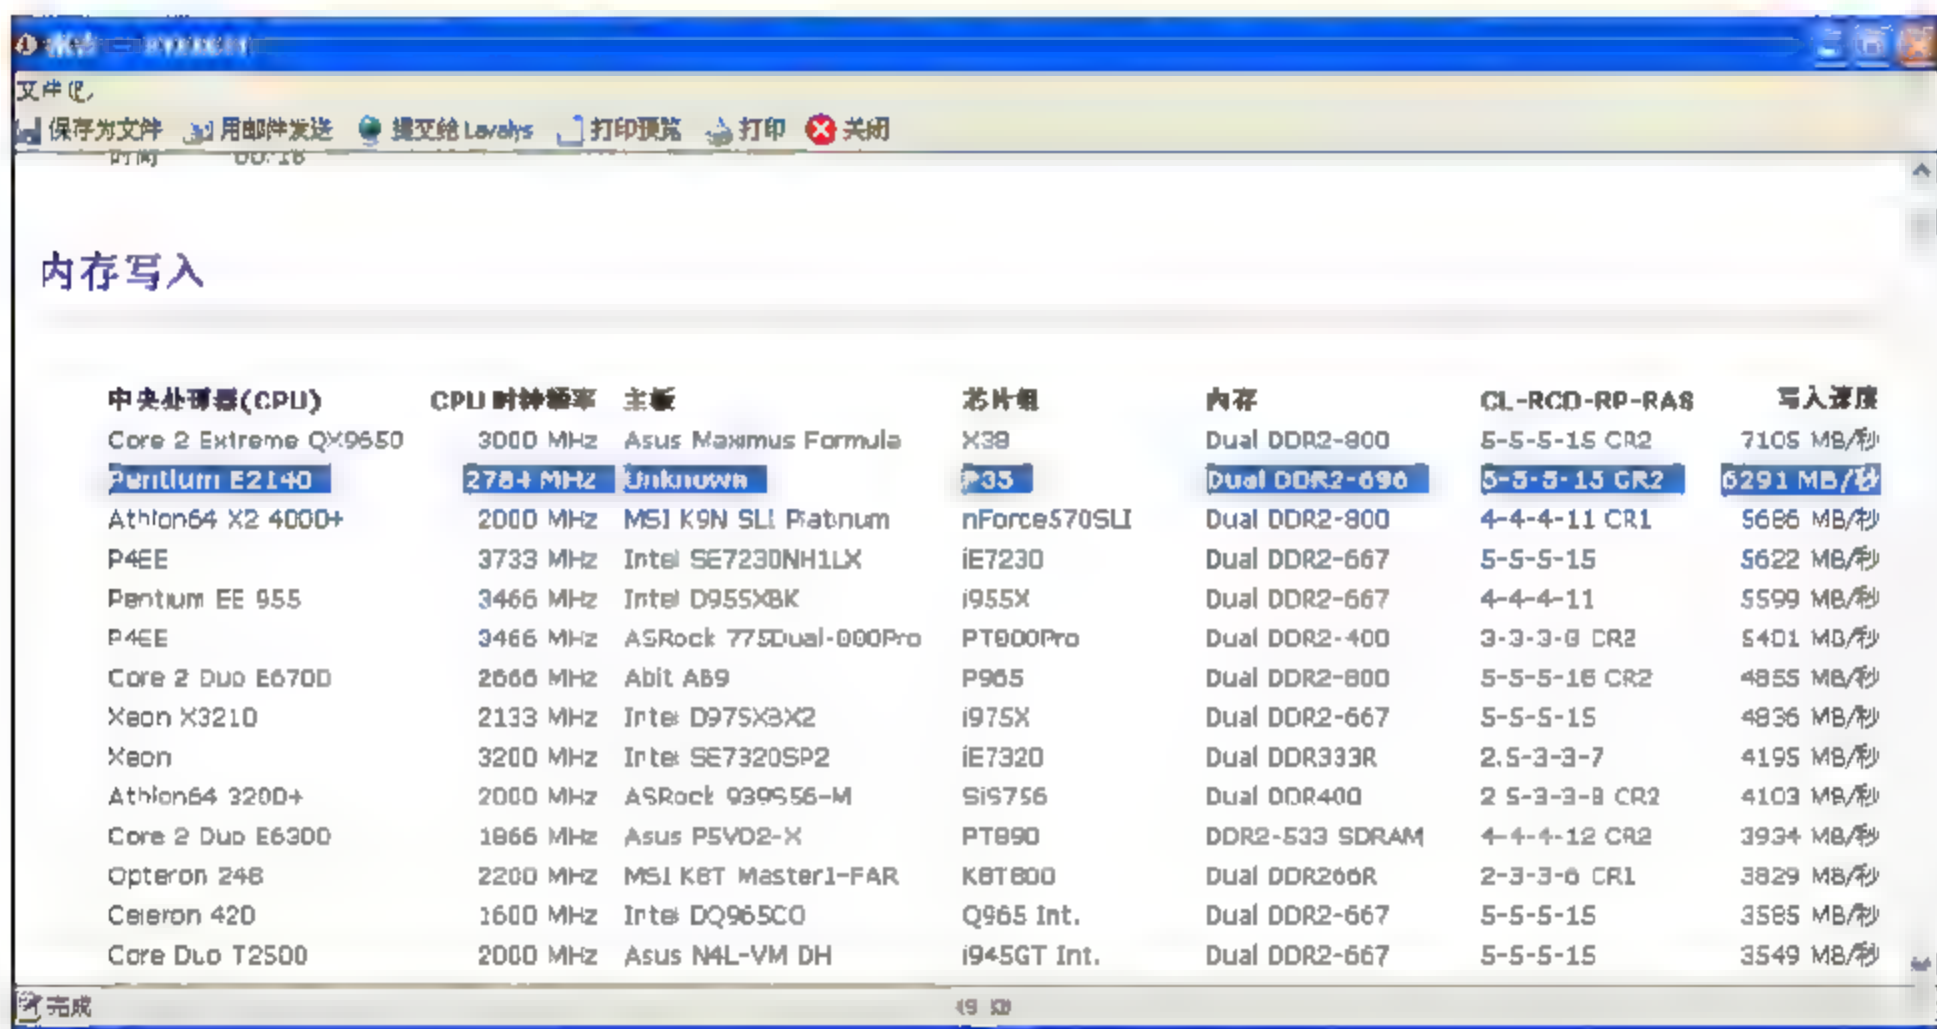 文件(F)
保存为文件 用邮件发送 提交给 Lavalys 打印预览 打印 关闭
时间 00:18
内存写入
中央处理器(CPU) CPU 时钟频率 主板 芯片组 内存 CL-RCD-RP-RAS 写入速度
Core 2 Extreme QX9650 3000 MHz Asus Maximus Formula X38 Dual DDR2-800 5-5-5-15 CR2 7105 MB/秒
Pentium E2140 2784 MHz Unknown P35 Dual DDR2-696 5-5-5-15 CR2 6291 MB/秒
Athlon64 X2 4000+ 2000 MHz MSI K9N SLI Platinum nForce570SLI Dual DDR2-800 4-4-4-11 CR1 5686 MB/秒
P4EE 3733 MHz Intel SE7230NH1LX iE7230 Dual DDR2-667 5-5-5-15 5622 MB/秒
Pentium EE 955 3466 MHz Intel D955XBK i955X Dual DDR2-667 4-4-4-11 5599 MB/秒
P4EE 3466 MHz ASRock 775Dual-880Pro PT880Pro Dual DDR2-400 3-3-3-8 CR2 5401 MB/秒
Core 2 Duo E6700 2666 MHz Abit AB9 P965 Dual DDR2-800 5-5-5-18 CR2 4855 MB/秒
Xeon X3210 2133 MHz Intel D975XBX2 i975X Dual DDR2-667 5-5-5-15 4836 MB/秒
Xeon 3200 MHz Intel SE7320SP2 iE7320 Dual DDR333R 2.5-3-3-7 4195 MB/秒
Athlon64 3200+ 2000 MHz ASRock 939S56-M SiS756 Dual DDR400 2.5-3-3-8 CR2 4103 MB/秒
Core 2 Duo E6300 1866 MHz Asus P5VD2-X PT890 DDR2-533 SDRAM 4-4-4-12 CR2 3934 MB/秒
Opteron 248 2200 MHz MSI K8T Master1-FAR K8T800 Dual DDR266R 2-3-3-6 CR1 3829 MB/秒
Celeron 420 1600 MHz Intel DQ965CO Q965 Int. Dual DDR2-667 5-5-5-15 3585 MB/秒
Core Duo T2500 2000 MHz Asus N4L-VM DH i945GT Int. Dual DDR2-667 5-5-5-15 3549 MB/秒
完成